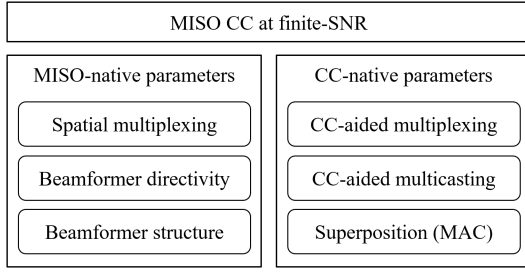 MISO CC at finite-SNR
MISO-native parameters
Spatial multiplexing
Beamformer directivity
Beamformer structure
CC-native parameters
CC-aided multiplexing
CC-aided multicasting
Superposition (MAC)